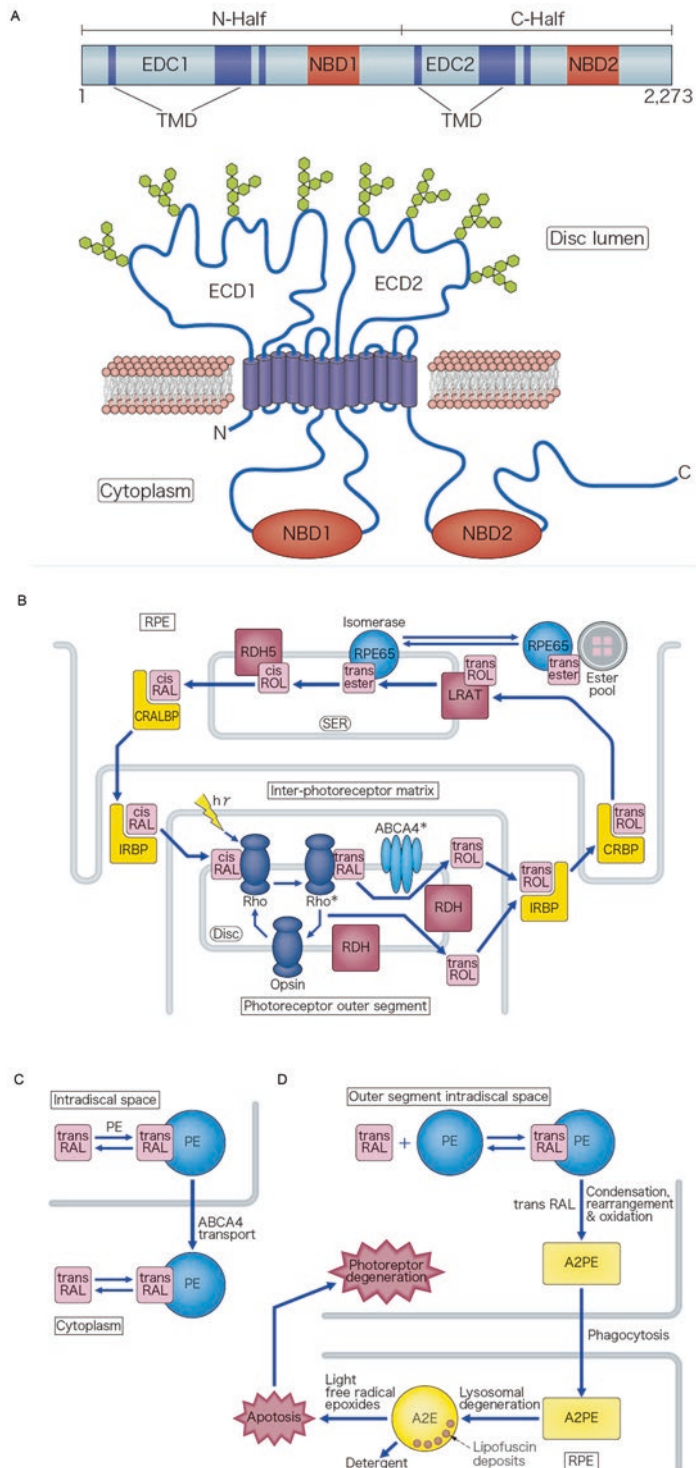 A
N-Half
C-Half
EDC1
NBD1
EDC2
NBD2
1
2,273
TMD
TMD
Disc lumen
ECD1
ECD2
N
Cytoplasm
C
NBD1
NBD2
B
RPE
Isomerase
RDH5
RPE65
RPE65
cis
RAL
cis
ROL
trans
ester
trans
ROL
trans
ester
Ester
pool
LRAT
CRALBP
SER
Inter-photoreceptor matrix
hr
cis
RAL
IRBP
cis
RAL
Rho
Rho*
trans
RAL
ABCA4*
trans
ROL
trans
ROL
IRBP
trans
ROL
CRBP
RDH
Disc
RDH
Opsin
trans
ROL
Photoreceptor outer segment
C
Intradiscal space
trans
RAL
PE
trans
RAL
PE
ABCA4
transport
trans
RAL
trans
RAL
PE
Cytoplasm
D
Outer segment intradiscal space
trans
RAL
+
PE
trans
RAL
PE
trans RAL
Condensation,
rearrangement
& oxidation
A2PE
Photoreptor
degeneration
Phagocytosis
Apotosis
Light
free radical
epoxides
A2E
Lysosomal
degeneration
A2PE
Lipofuscin
deposits
Detergent
RPE